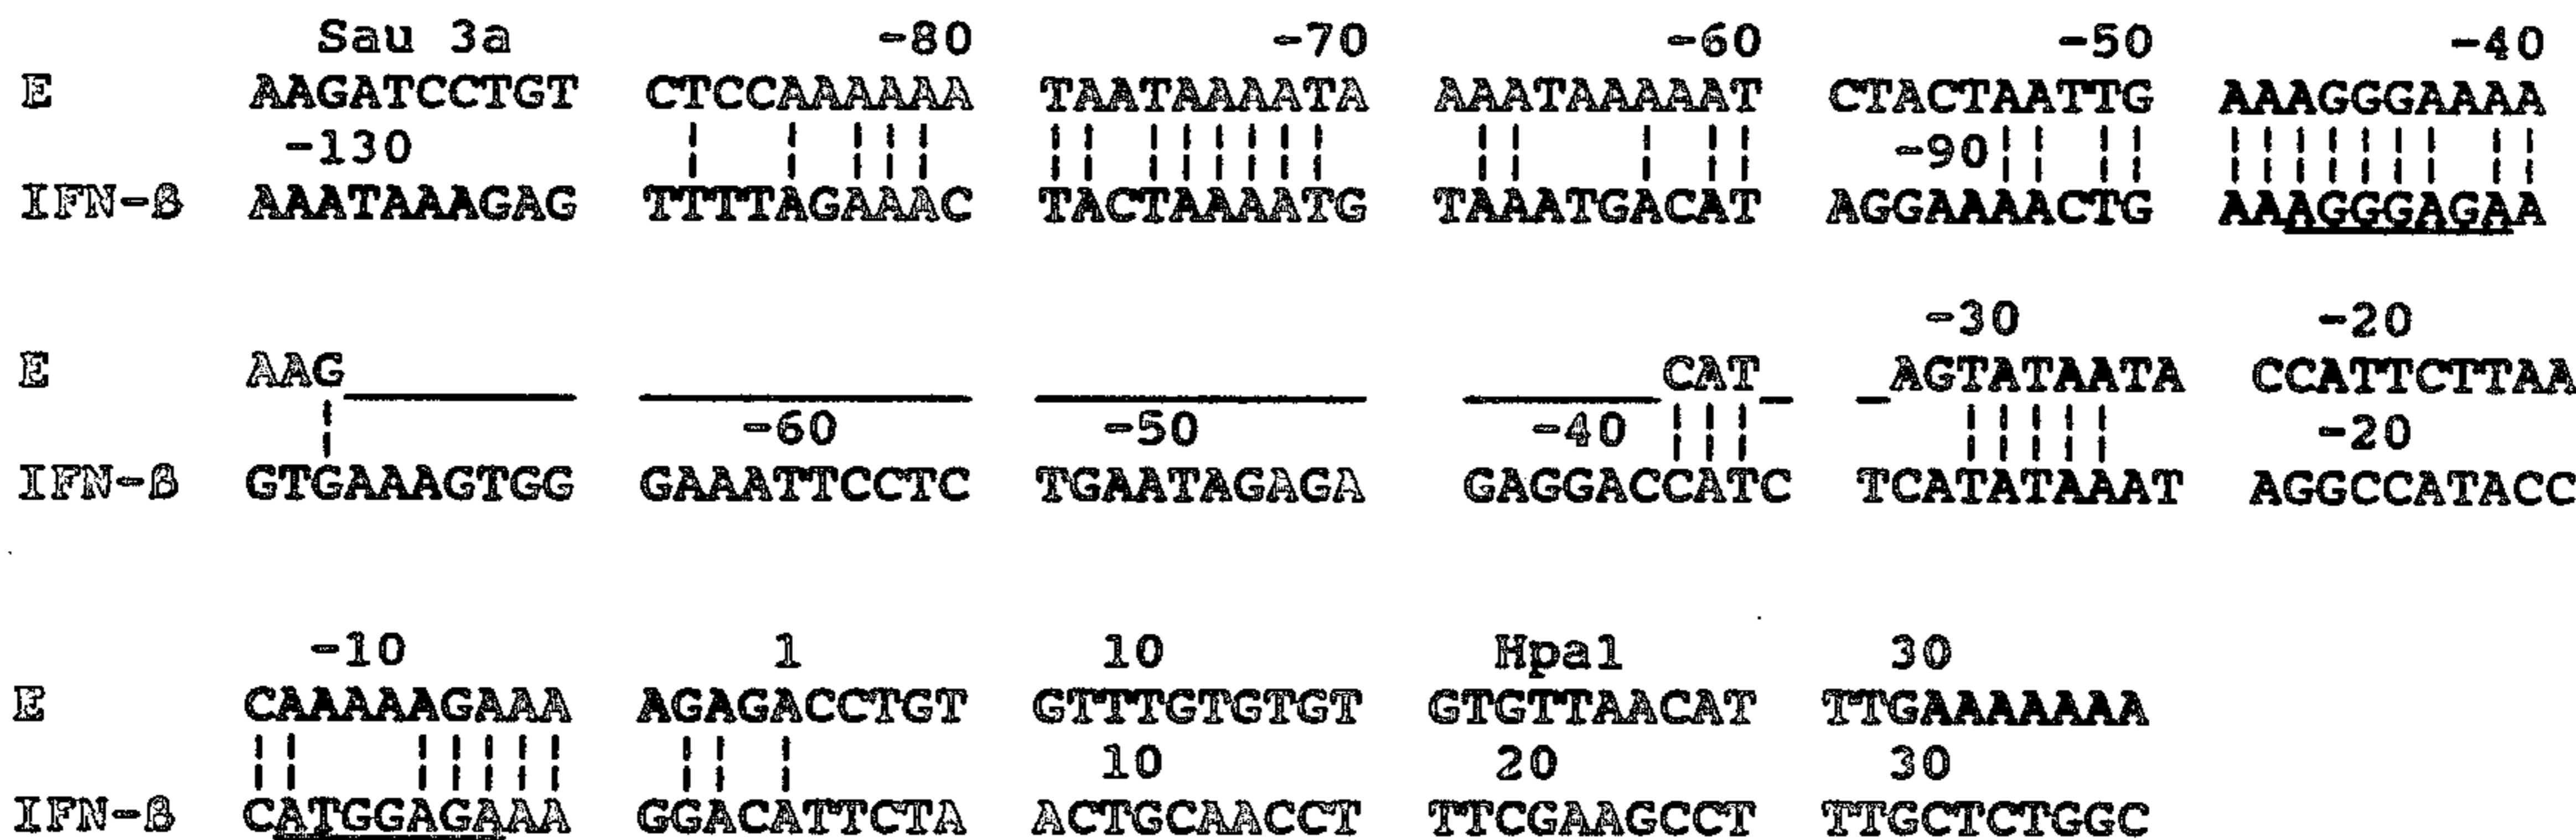 Sau 3a -80 -70 -60 -50 -40
E AAGATCCTGT CTCCAAAAAA TAATAAAATA AAATAAAAAT CTACTAATTG AAAGGGAAAA
-130 -90
IFN-β AAATAAAGAG TTTTAGAAAC TACTAAAATG TAAATGACAT AGGAAAACTG AAAGGGAGAA
-30 -20
E AAG CAT AGTATAATA CCATTCTTAA
-60 -50 -40 -20
IFN-β GTGAAAGTGG GAAATTCCTC TGAATAGAGA GAGGACCATC TCATATAAAT AGGCCATACC
-10 1 10 Hpa1 30
E CAAAAAGAAA AGAGACCTGT GTTTGTGTGT GTGTTAACAT TTGAAAAAAA
10 20 30
IFN-β CATGGAGAAA GGACATTCTA ACTGCAACCT TTCGAAGCCT TTGCTCTGGC